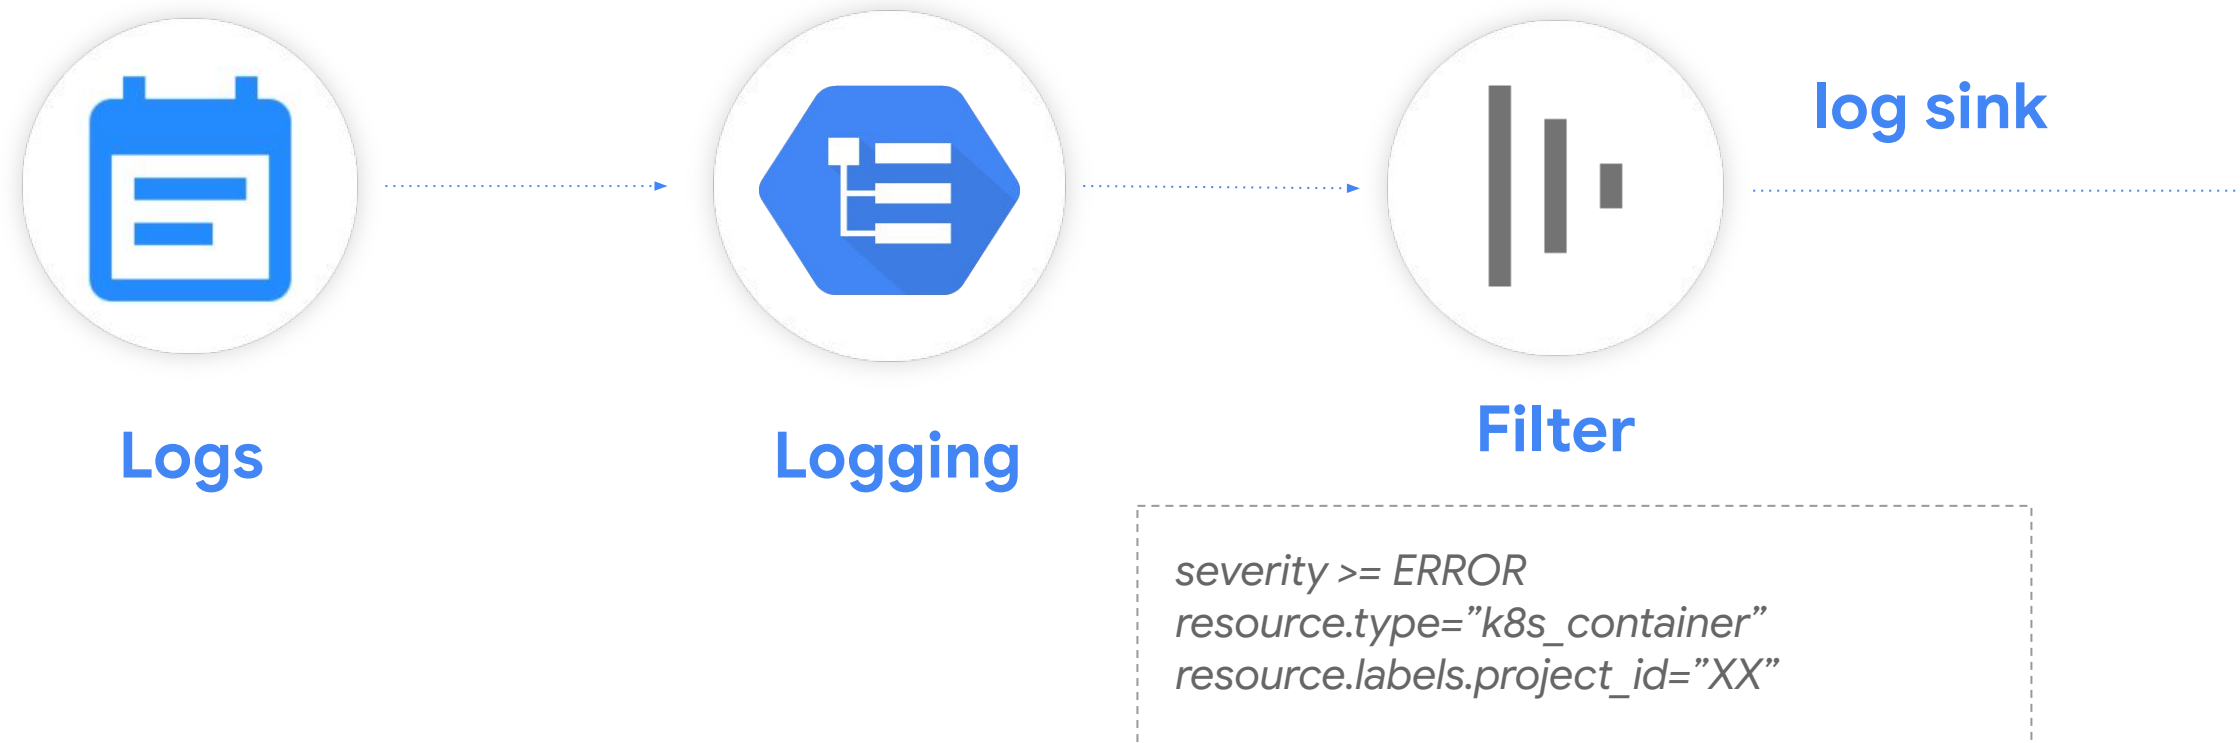 log sink
Logs
Logging
Filter
severity >= ERROR
resource.type=”k8s_container”
resource.labels.project_id=”XX”